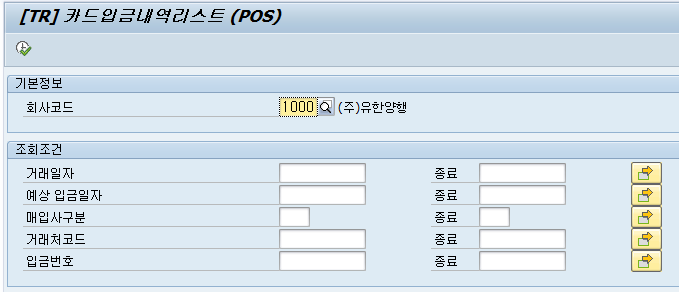 [TR] 카드입금내역리스트 (POS)
기본정보
회사코드 1000 (주)유한양행
조회조건
거래일자 종료
예상 입금일자 종료
매입사구분 종료
거래처코드 종료
입금번호 종료